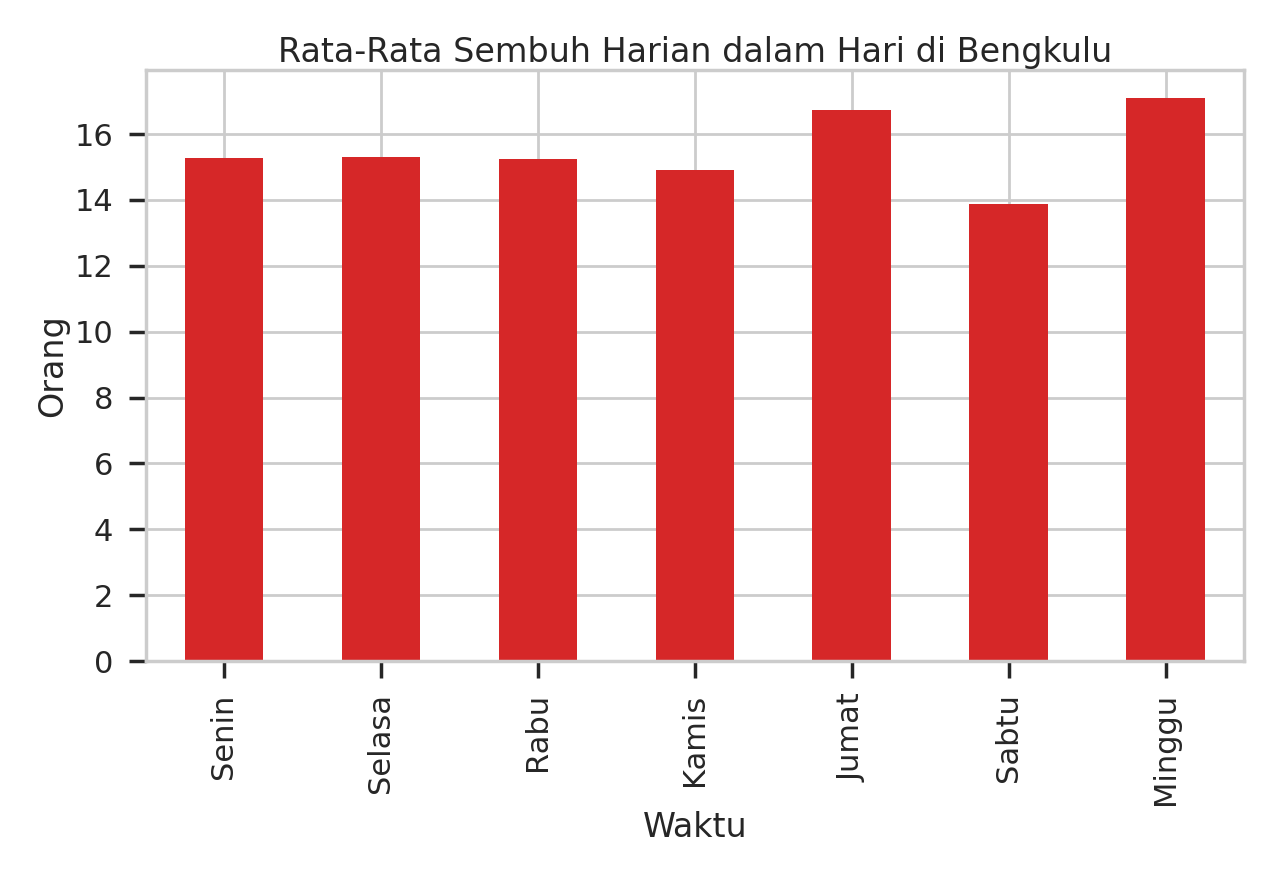 Rata-Rata Sembuh Harian dalam Hari di Bengkulu
16
14
12
10
8
6
4
2
0
Orang
Senin
Selasa
Rabu
Kamis
Jumat
Sabtu
Minggu
Waktu